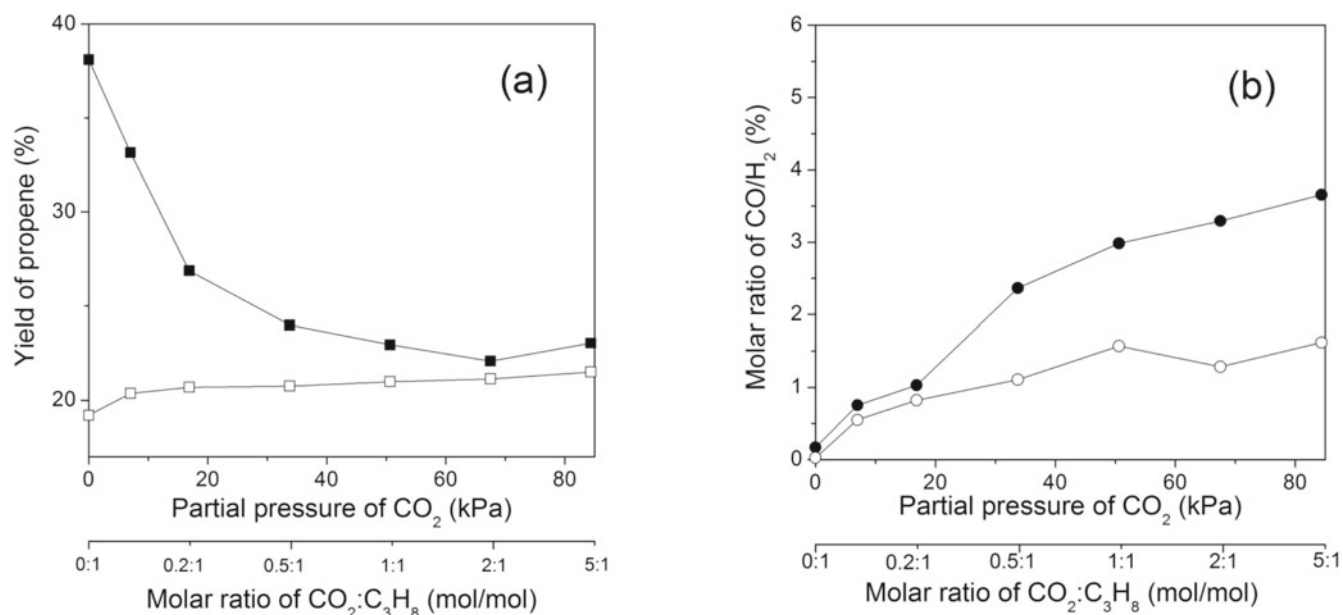 (a)
Yield of propene (%)
40
30
20
0 20 40 60 80
Partial pressure of CO₂ (kPa)
0:1 0.2:1 0.5:1 1:1 2:1 5:1
Molar ratio of CO₂:C₃H₈ (mol/mol)
(b)
Molar ratio of CO/H₂ (%)
6
5
4
3
2
1
0
0 20 40 60 80
Partial pressure of CO₂ (kPa)
0:1 0.2:1 0.5:1 1:1 2:1 5:1
Molar ratio of CO₂:C₃H₈ (mol/mol)